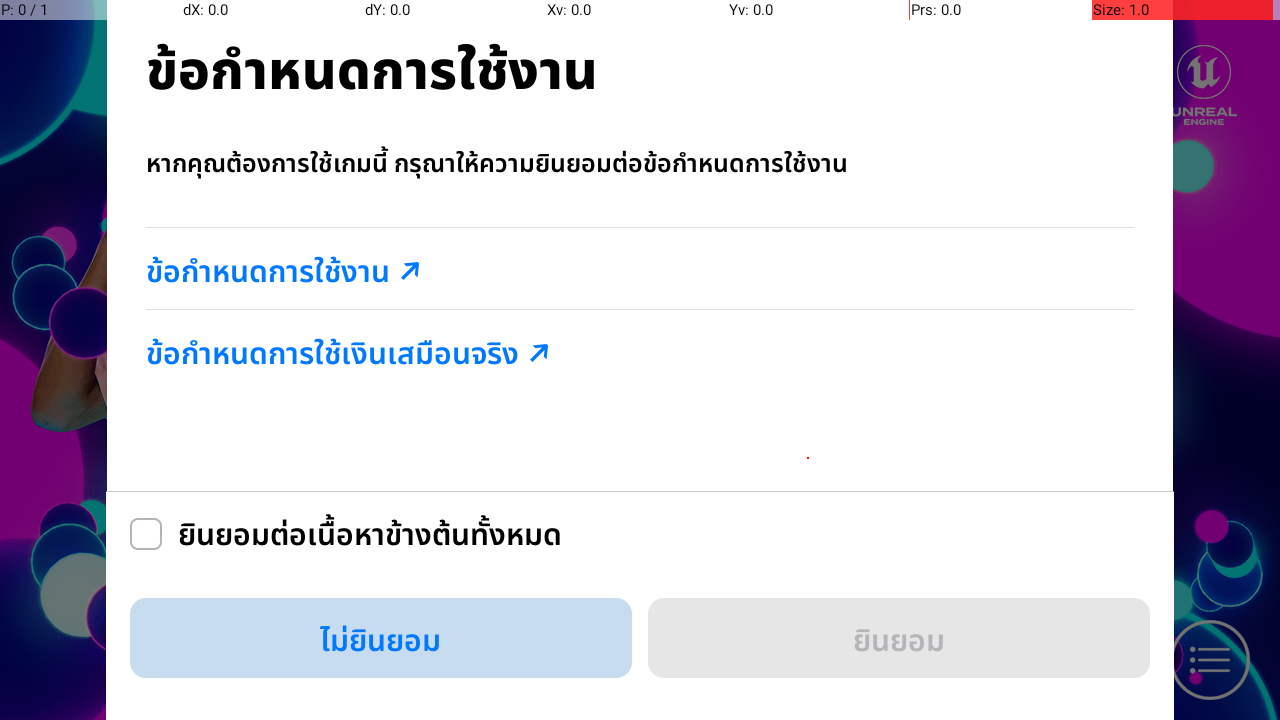 P: 0 / 1 dX: 0.0 dY: 0.0 Xv: 0.0 Yv: 0.0 Prs: 0.0 Size: 1.0
ข้อกำหนดการใช้งาน
UNREAL
ENGINE
หากคุณต้องการใช้เกมนี้ กรุณาให้ความยินยอมต่อข้อกำหนดการใช้งาน
ข้อกำหนดการใช้งาน
ข้อกำหนดการใช้เงินเสมือนจริง
ยินยอมต่อเนื้อหาข้างต้นทั้งหมด
ไม่ยินยอม
ยินยอม